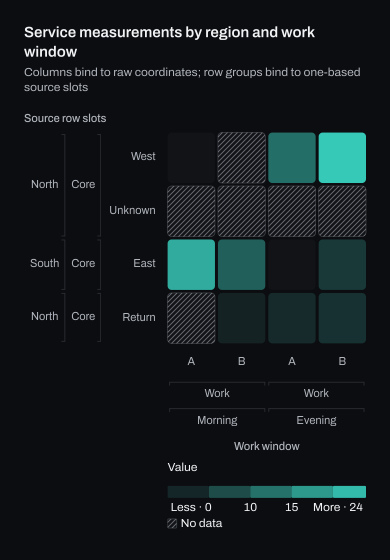 Service measurements by region and work
window
Columns bind to raw coordinates; row groups bind to one-based
source slots
Source row slots
West
North Core
Unknown
South Core East
North Core Return
A B A B
Work Work
Morning Evening
Work window
Value
Less · 0 10 15 More · 24
No data